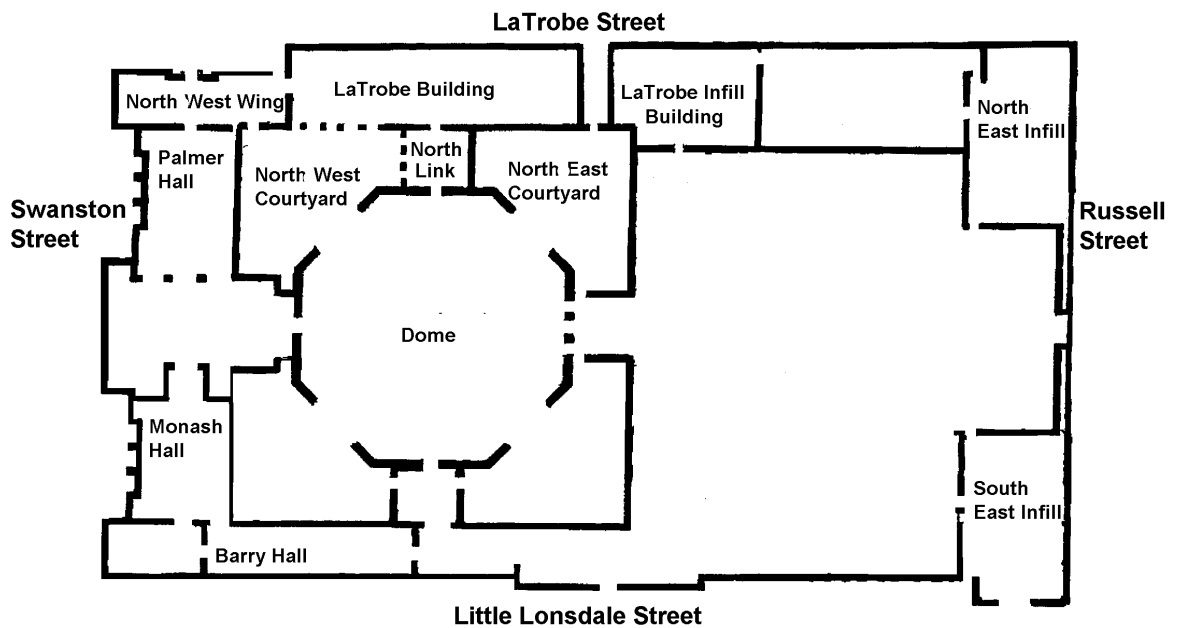 LaTrobe Street
North West Wing
LaTrobe Building
LaTrobe Infill
Building
North
East Infill
Palmer
Hall
North
Link
North West
Courtyard
North East
Courtyard
Swanston
Street
Russell
Street
Dome
Monash
Hall
South
East Infill
Barry Hall
Little Lonsdale Street